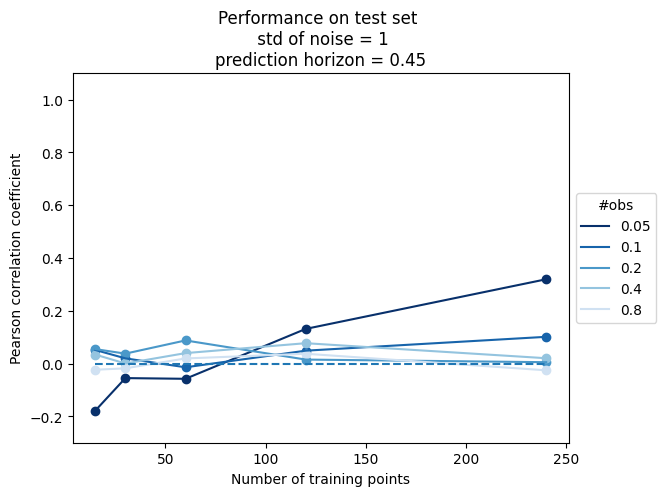 Performance on test set
std of noise = 1
prediction horizon = 0.45
Pearson correlation coefficient
1.0
0.8
0.6
0.4
0.2
0.0
−0.2
50
100
150
200
250
Number of training points
#obs
0.05
0.1
0.2
0.4
0.8